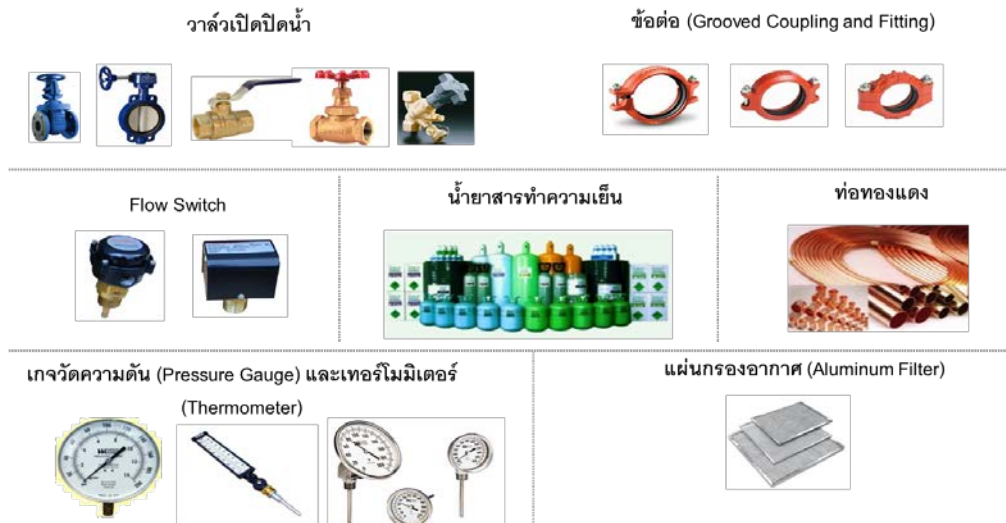 วาล์วเปิดปิดน้ำ
ข้อต่อ (Grooved Coupling and Fitting)
Flow Switch
น้ำยาสารทำความเย็น
ท่อทองแดง
เกจวัดความดัน (Pressure Gauge) และเทอร์โมมิเตอร์
(Thermometer)
แผ่นกรองอากาศ (Aluminum Filter)